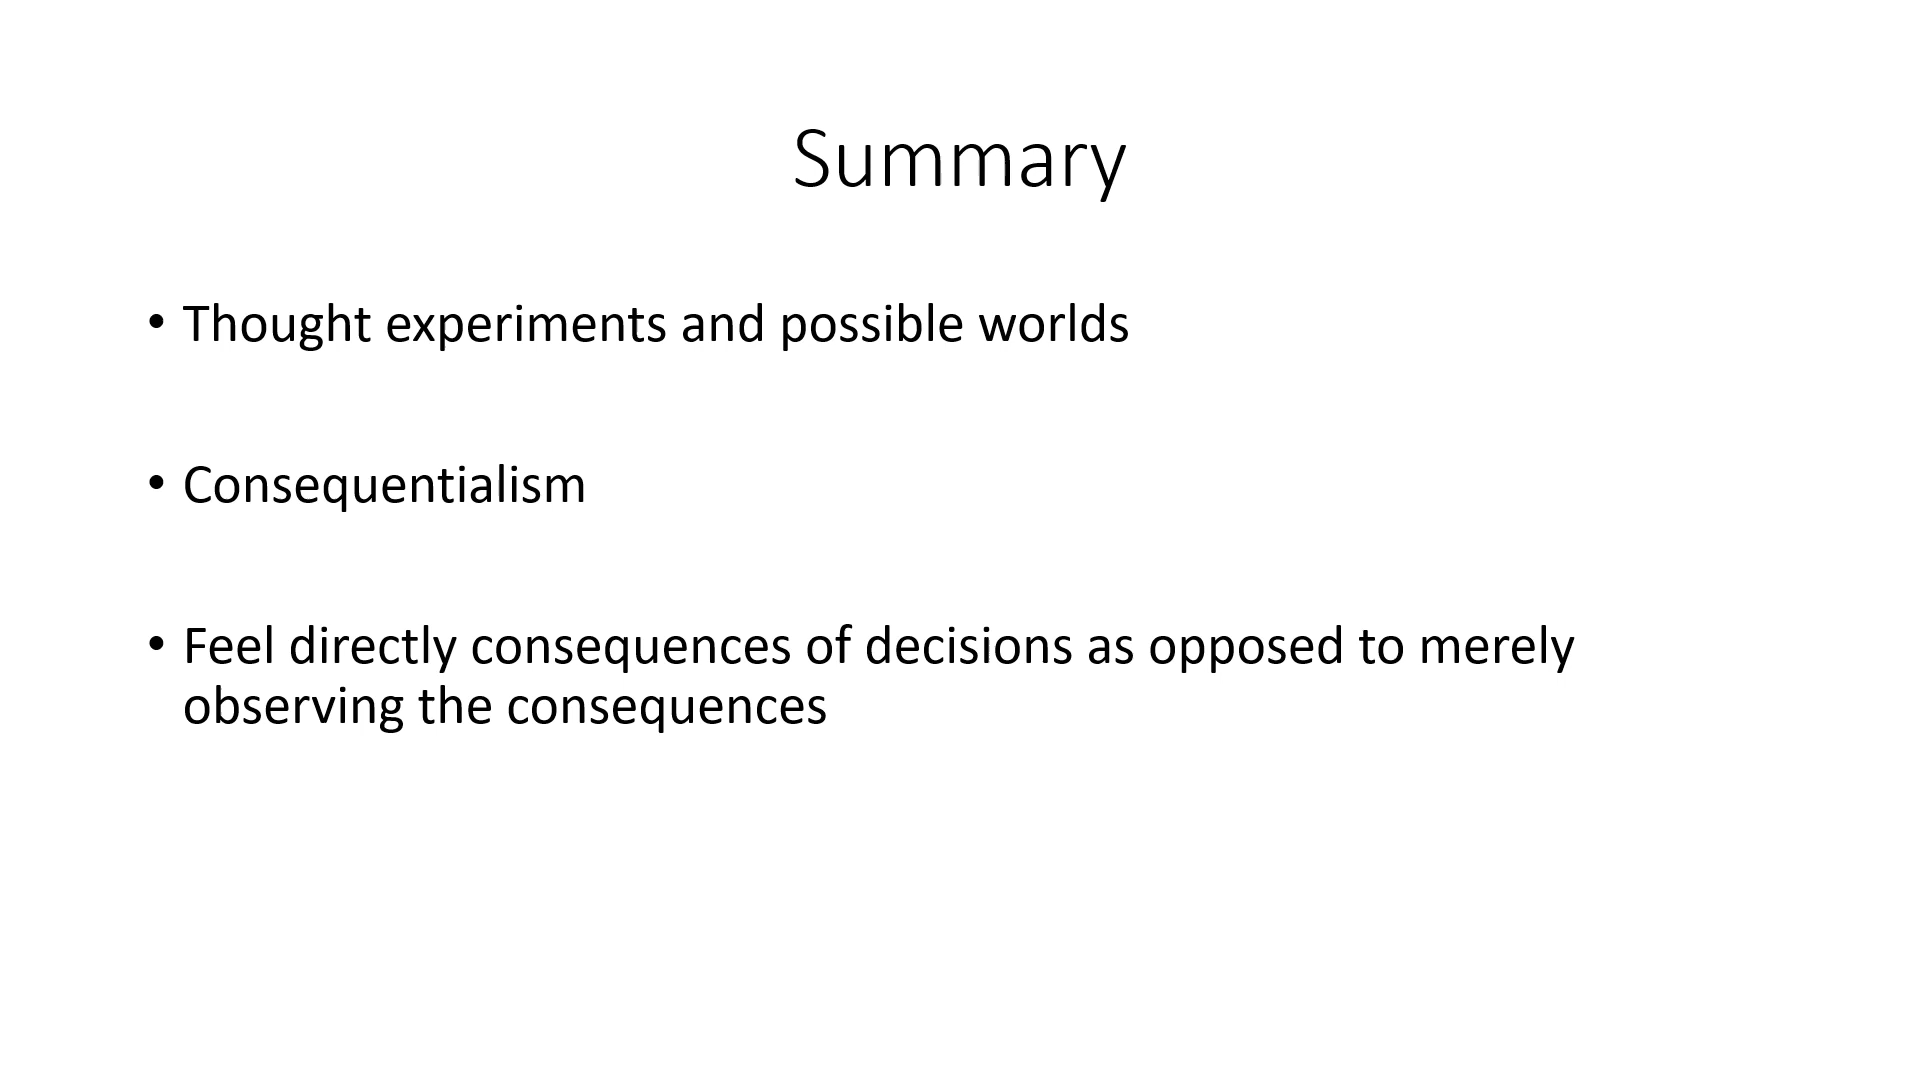 Summary
• Thought experiments and possible worlds
• Consequentialism
• Feel directly consequences of decisions as opposed to merely
observing the consequences